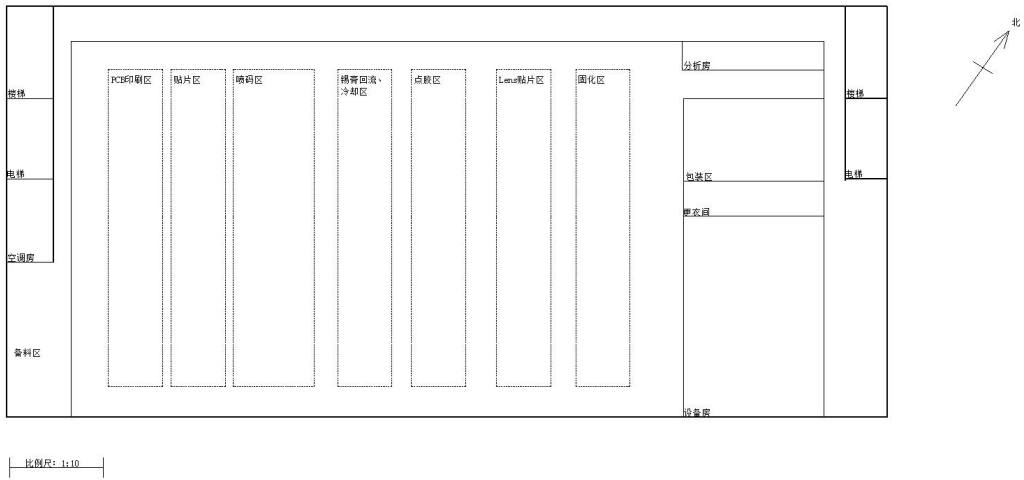 北
PCB印刷区
贴片区
喷码区
锡膏回流、
冷却区
点胶区
Lens贴片区
固化区
分析房
楼梯
楼梯
电梯
包装区
电梯
更衣间
空调房
备料区
设备房
比例尺：1:10